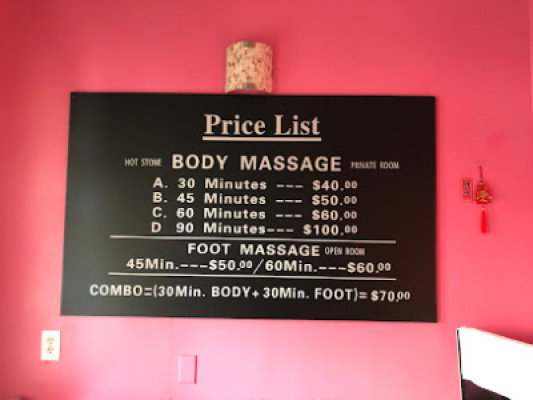 Price List
HOT STONE BODY MASSAGE PRIVATE ROOM
A. 30 Minutes --- $40.00
B. 45 Minutes --- $50.00
C. 60 Minutes --- $60.00
D 90 Minutes--- $100.00
FOOT MASSAGE OPEN ROOM
45Min.---$50.00/60Min.---$60.00
COMBO=(30Min. BODY+30Min. FOOT)= $70.00